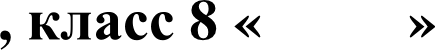 , класс 8 « »